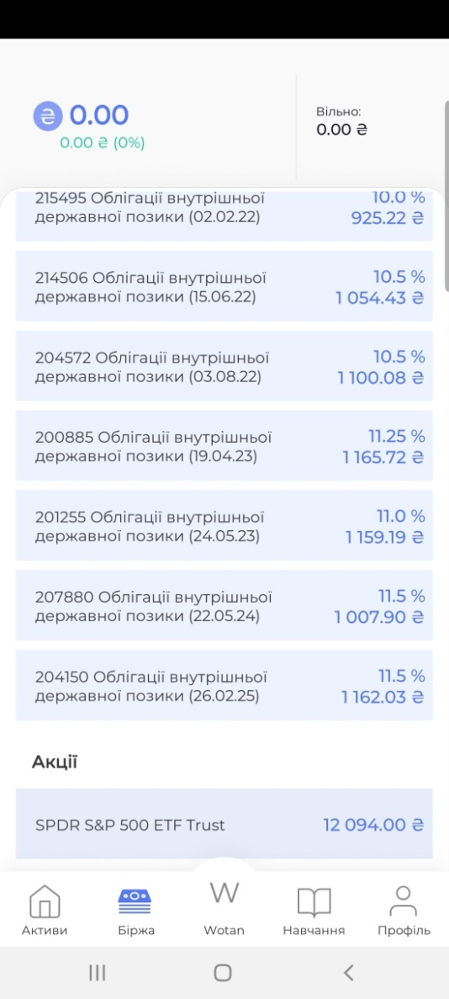 ₴ 0.00
0.00 ₴ (0%)
Вільно:
0.00 ₴
215495 Облігації внутрішньої
державної позики (02.02.22)
10.0 %
925.22 ₴
214506 Облігації внутрішньої
державної позики (15.06.22)
10.5 %
1 054.43 ₴
204572 Облігації внутрішньої
державної позики (03.08.22)
10.5 %
1 100.08 ₴
200885 Облігації внутрішньої
державної позики (19.04.23)
11.25 %
1 165.72 ₴
201255 Облігації внутрішньої
державної позики (24.05.23)
11.0 %
1 159.19 ₴
207880 Облігації внутрішньої
державної позики (22.05.24)
11.5 %
1 007.90 ₴
204150 Облігації внутрішньої
державної позики (26.02.25)
11.5 %
1 162.03 ₴
Акції
SPDR S&P 500 ETF Trust
12 094.00 ₴
W
Активи
Біржа
Wotan
Навчання
Профіль